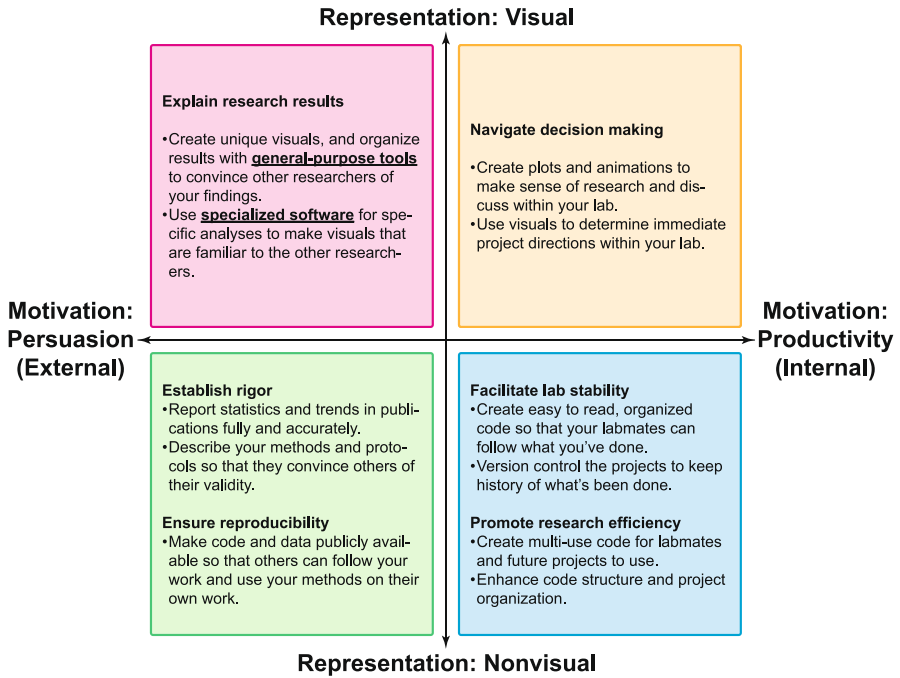 Representation: Visual
Explain research results
•Create unique visuals, and organize
results with general-purpose tools
to convince other researchers of
your findings.
•Use specialized software for spe-
cific analyses to make visuals that
are familiar to the other research-
ers.
Navigate decision making
•Create plots and animations to
make sense of research and dis-
cuss within your lab.
•Use visuals to determine immediate
project directions within your lab.
Motivation:
Persuasion
(External)
Motivation:
Productivity
(Internal)
Establish rigor
•Report statistics and trends in publi-
cations fully and accurately.
•Describe your methods and proto-
cols so that they convince others of
their validity.
Ensure reproducibility
•Make code and data publicly avail-
able so that others can follow your
work and use your methods on their
own work.
Facilitate lab stability
•Create easy to read, organized
code so that your labmates can
follow what you’ve done.
•Version control the projects to keep
history of what’s been done.
Promote research efficiency
•Create multi-use code for labmates
and future projects to use.
•Enhance code structure and project
organization.
Representation: Nonvisual